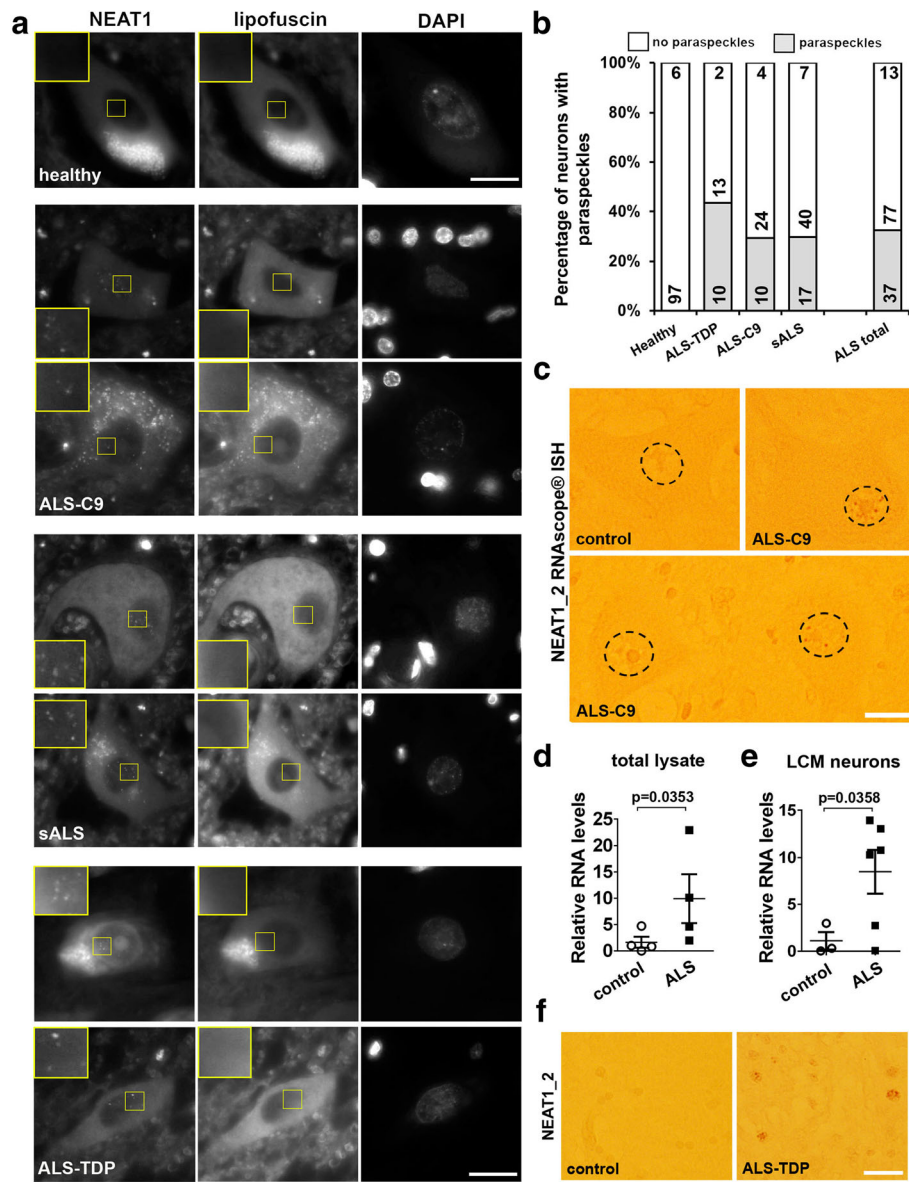 a
NEAT1 lipofuscin DAPI
healthy
ALS-C9
sALS
ALS-TDP
b
no paraspeckles paraspeckles
Percentage of neurons with
paraspeckles
100%
80%
60%
40%
20%
0%
6 2 4 7 13
13 24 40 77
97 10 10 17 37
Healthy ALS-TDP ALS-C9 sALS ALS total
c
NEAT1_2 RNAscope® ISH
control
ALS-C9
ALS-C9
d
total lysate
p=0.0353
Relative RNA levels
25
20
15
10
5
0
control ALS
e
LCM neurons
p=0.0358
Relative RNA levels
15
10
5
0
control ALS
f
NEAT1_2
control
ALS-TDP